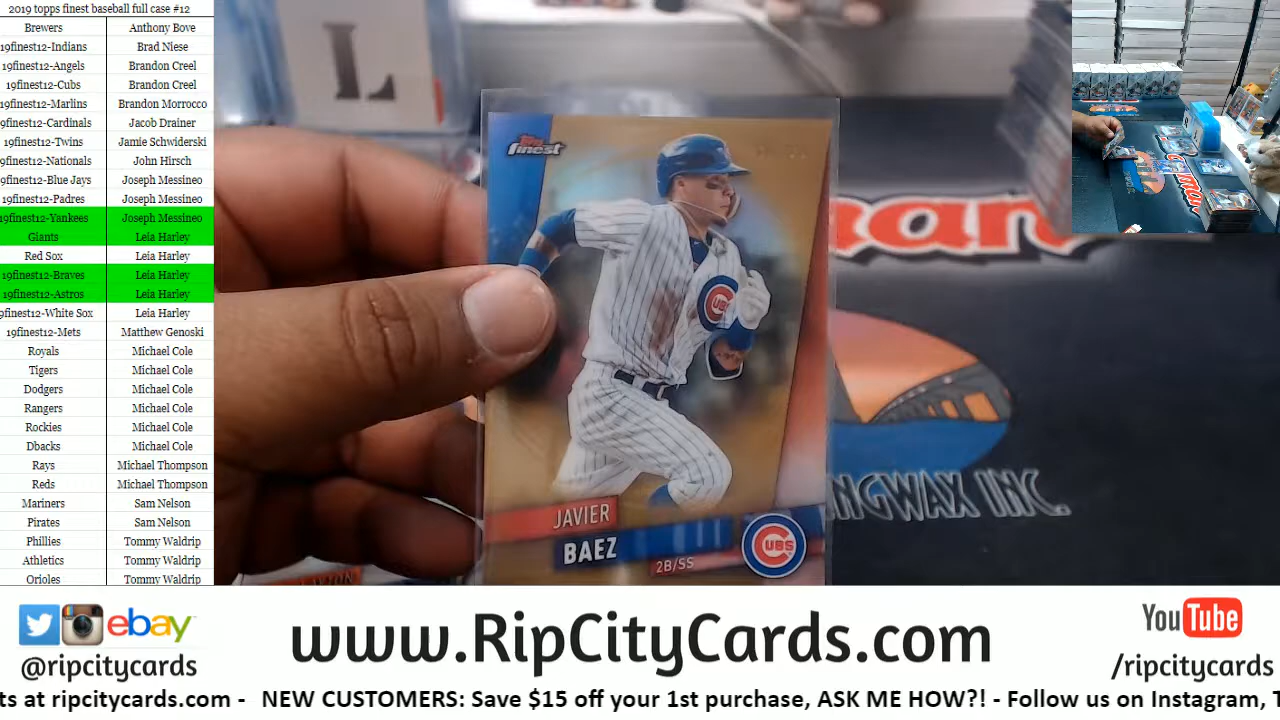 2019 topps finest baseball full case #12
Brewers Anthony Bove
19finest12-Indians Brad Niese
19finest12-Angels Brandon Creel
19finest12-Cubs Brandon Creel
19finest12-Marlins Brandon Morrocco
9finest12-Cardinals Jacob Drainer
19finest12-Twins Jamie Schwiderski
9finest12-Nationals John Hirsch
9finest12-Blue Jays Joseph Messineo
19finest12-Padres Joseph Messineo
19finest12-Yankees Joseph Messineo
Giants Leia Harley
Red Sox Leia Harley
19finest12-Braves Leia Harley
19finest12-Astros Leia Harley
9finest12-White Sox Leia Harley
19finest12-Mets Matthew Genoski
Royals Michael Cole
Tigers Michael Cole
Dodgers Michael Cole
Rangers Michael Cole
Rockies Michael Cole
Dbacks Michael Cole
Rays Michael Thompson
Reds Michael Thompson
Mariners Sam Nelson
Pirates Sam Nelson
Phillies Tommy Waldrip
Athletics Tommy Waldrip
Orioles Tommy Waldrip
L
Topps
finest
CUBS
JAVIER
BAEZ
2B/SS
CUBS
man
NGWAX INC.
ebay
@ripcitycards
www.RipCityCards.com
YouTube
/ripcitycards
ts at ripcitycards.com - NEW CUSTOMERS: Save $15 off your 1st purchase, ASK ME HOW?! - Follow us on Instagram, T